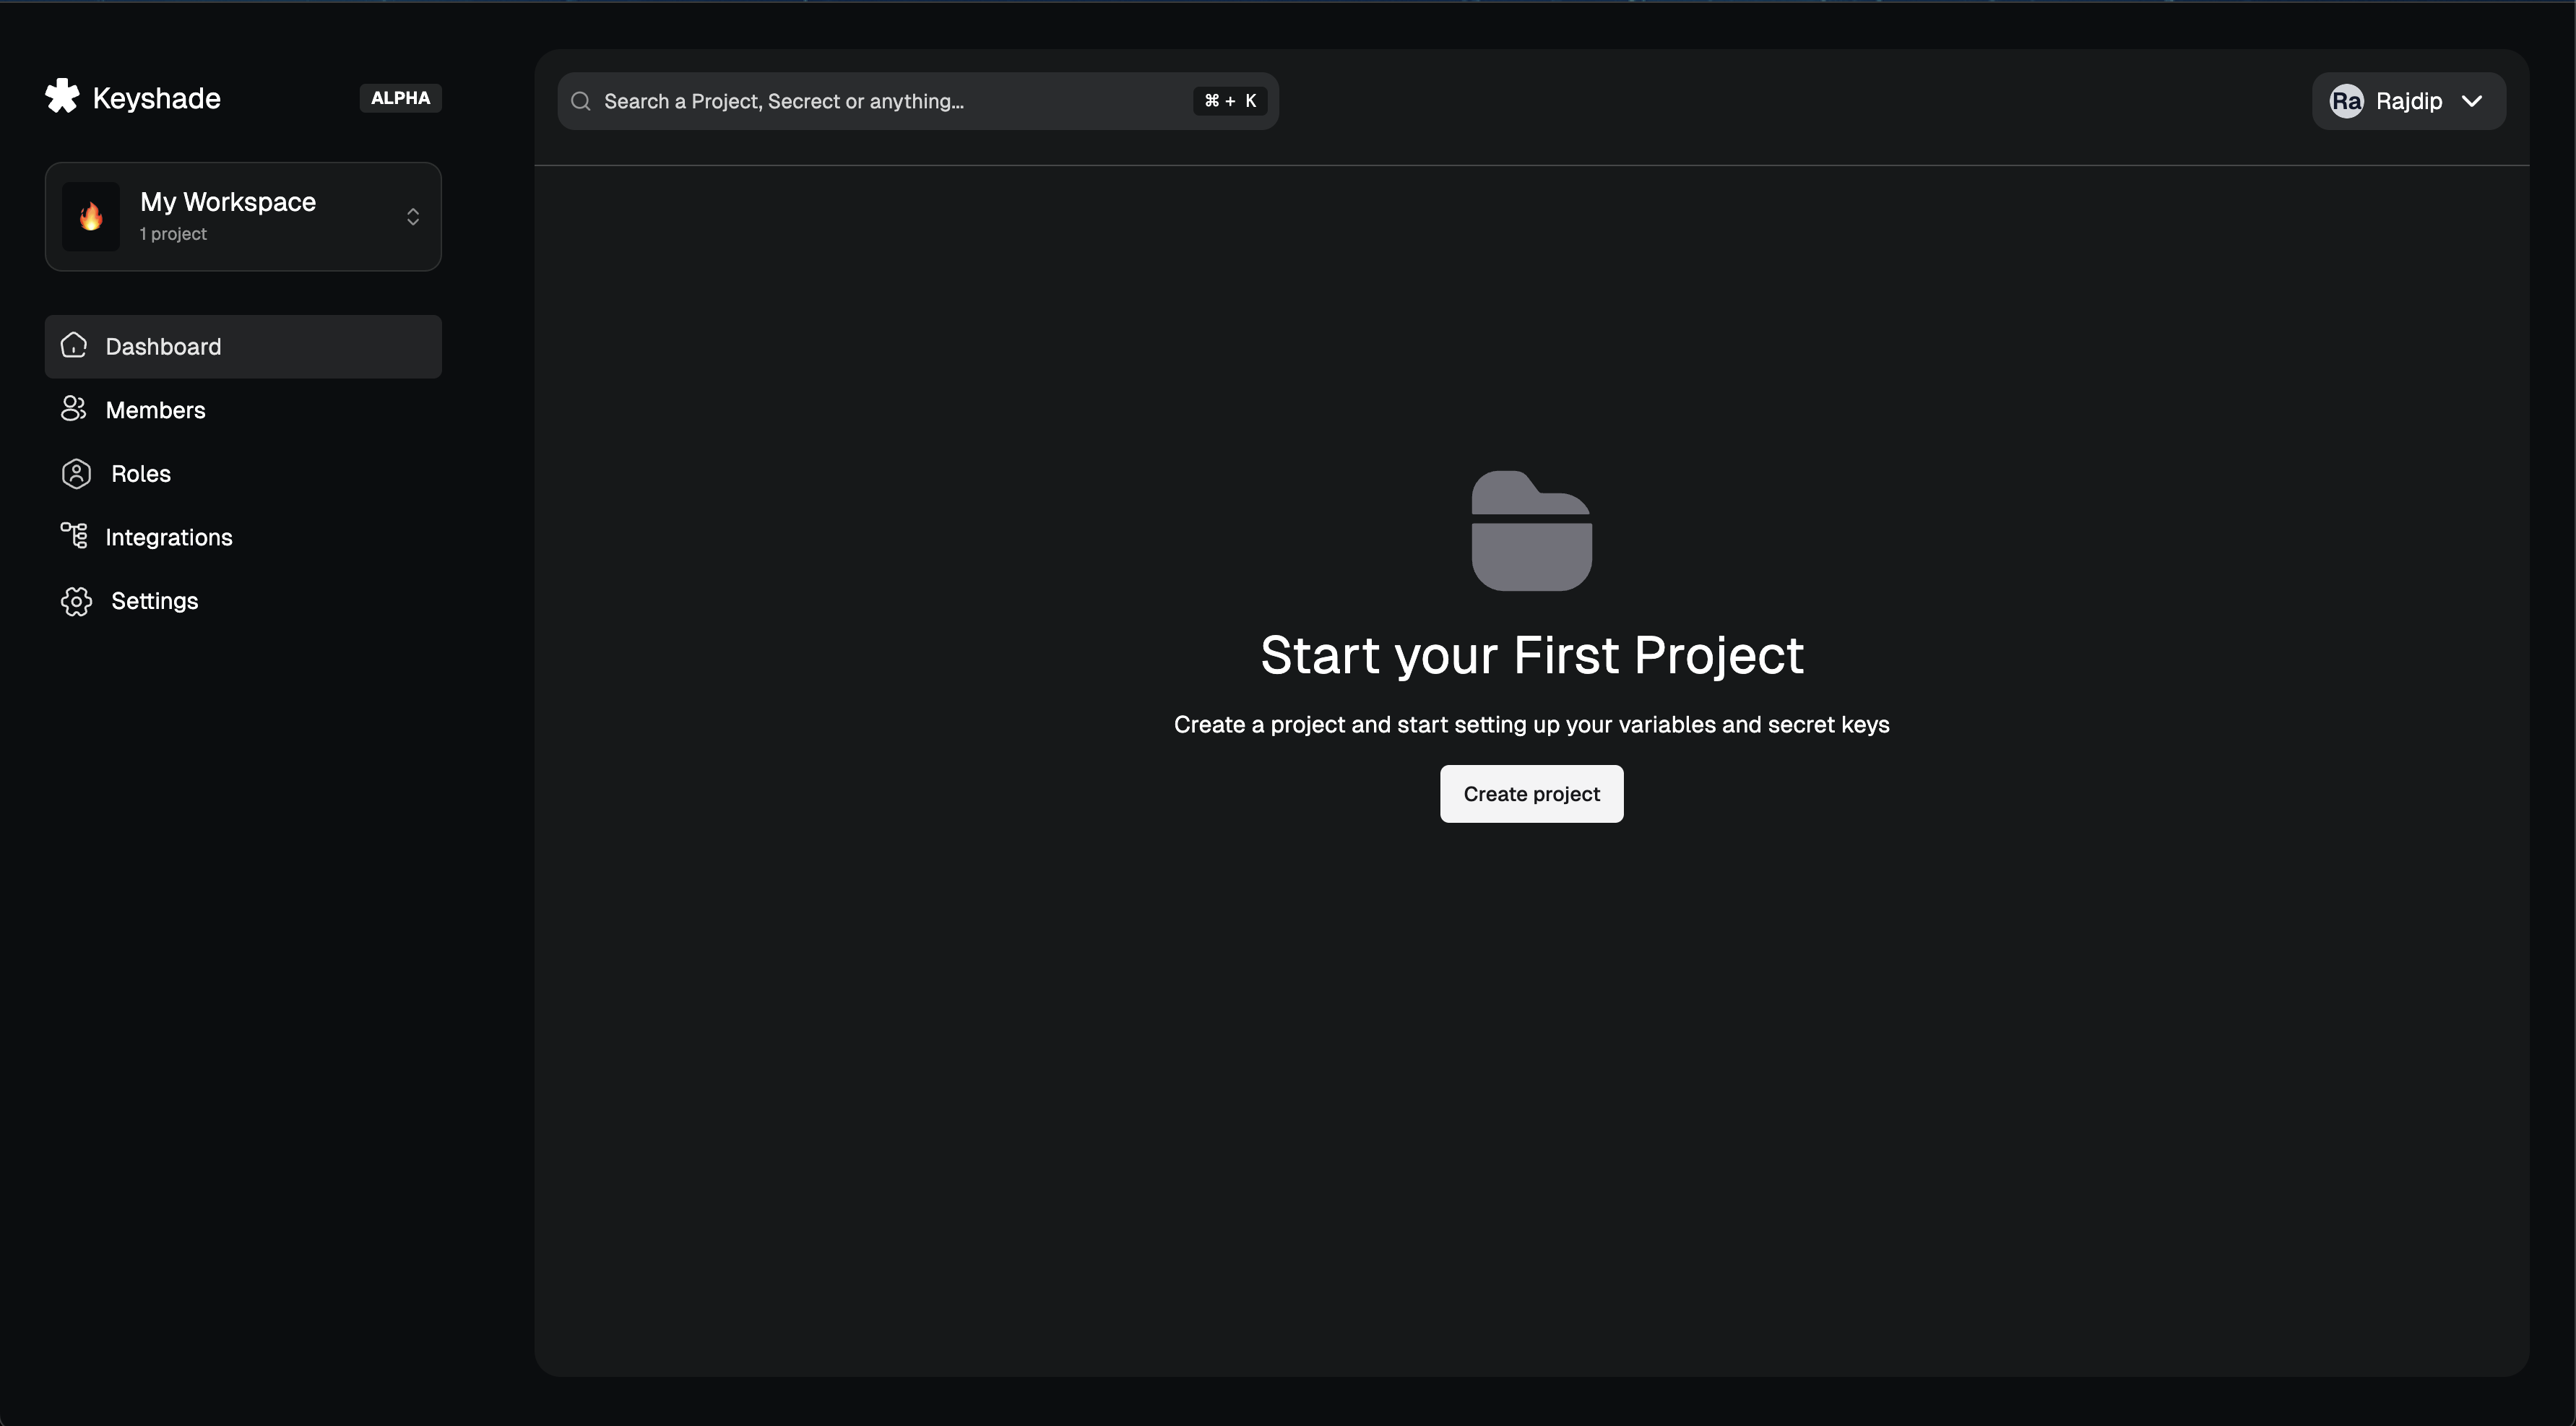 Keyshade
ALPHA
My Workspace
1 project
Dashboard
Members
Roles
Integrations
Settings
Search a Project, Secrect or anything...
⌘ + K
Ra
Rajdip
Start your First Project
Create a project and start setting up your variables and secret keys
Create project